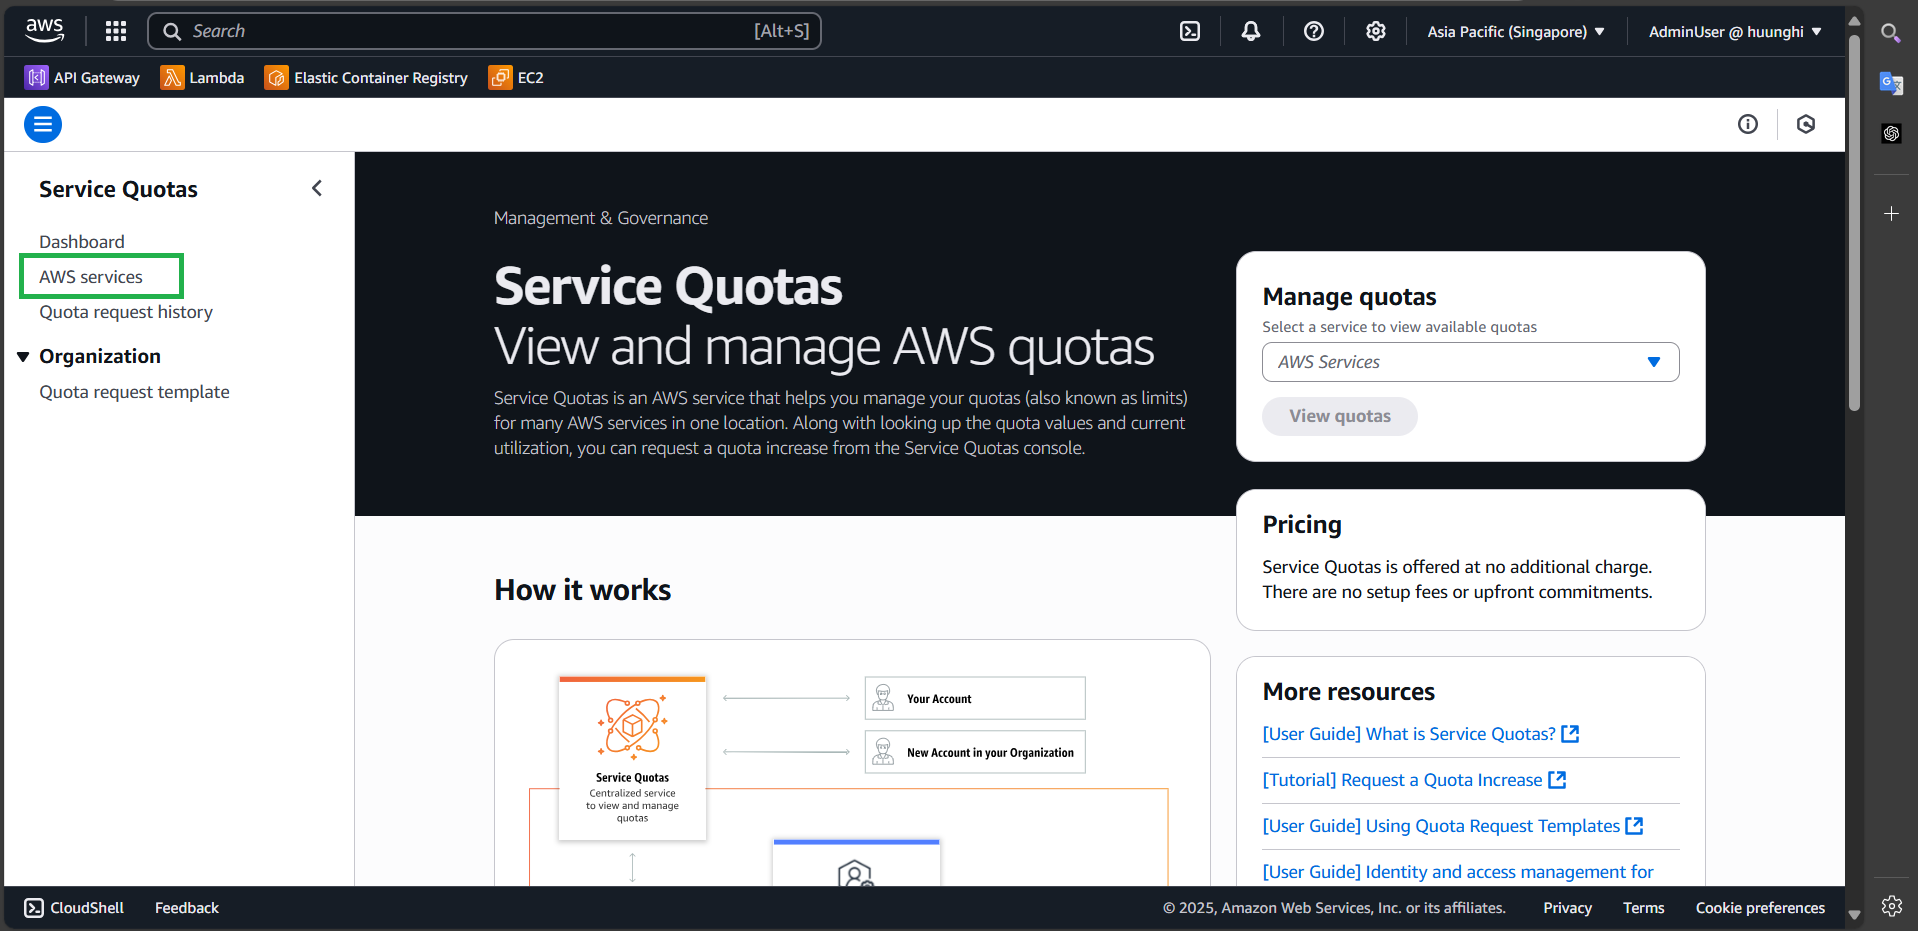 aws
Search
[Alt+S]
Asia Pacific (Singapore)
AdminUser @ huunghi
API Gateway
Lambda
Elastic Container Registry
EC2
Service Quotas
Dashboard
AWS services
Quota request history
Organization
Quota request template
Management & Governance
Service Quotas
View and manage AWS quotas
Service Quotas is an AWS service that helps you manage your quotas (also known as limits)
for many AWS services in one location. Along with looking up the quota values and current
utilization, you can request a quota increase from the Service Quotas console.
Manage quotas
Select a service to view available quotas
AWS Services
View quotas
Pricing
Service Quotas is offered at no additional charge.
There are no setup fees or upfront commitments.
How it works
Service Quotas
Centralized service
to view and manage
quotas
Your Account
New Account in your Organization
More resources
[User Guide] What is Service Quotas?
[Tutorial] Request a Quota Increase
[User Guide] Using Quota Request Templates
[User Guide] Identity and access management for
CloudShell
Feedback
© 2025, Amazon Web Services, Inc. or its affiliates.
Privacy
Terms
Cookie preferences